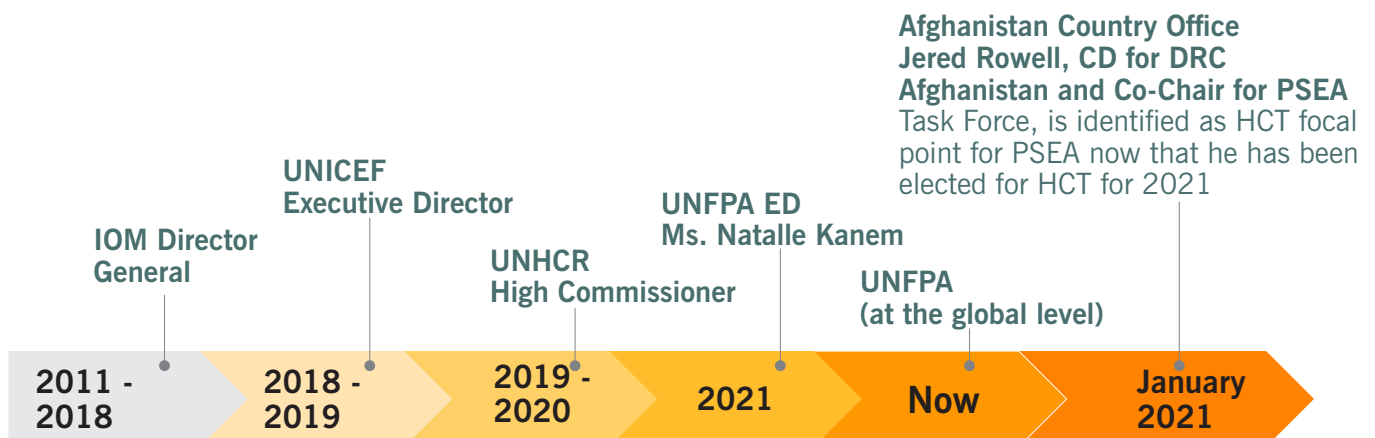 Afghanistan Country Office
Jered Rowell, CD for DRC
Afghanistan and Co-Chair for PSEA
Task Force, is identified as HCT focal
point for PSEA now that he has been
elected for HCT for 2021
UNICEF
Executive Director
UNFPA ED
Ms. Natalle Kanem
IOM Director
General
UNHCR
High Commissioner
UNFPA
(at the global level)
2011 -
2018
2018 -
2019
2019 -
2020
2021
Now
January
2021